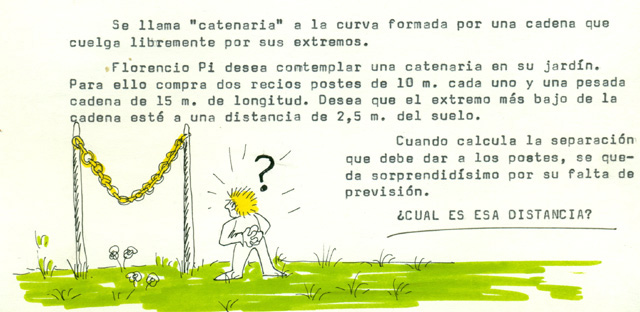 Se llama "catenaria" a la curva formada por una cadena que
cuelga libremente por sus extremos.
Florencio Pi desea comtemplar una catenaria en su jardín.
Para ello compra dos recios postes de 10 m. cada uno y una pesada
cadena de 15 m. de longitud. Desea que el extremo más bajo de la
cadena esté a una distancia de 2,5 m. del suelo.
Cuando calcula la separación
que debe dar a los postes, se que-
da sorprendidísimo por su falta de
previsión.
¿CUAL ES ESA DISTANCIA?
?